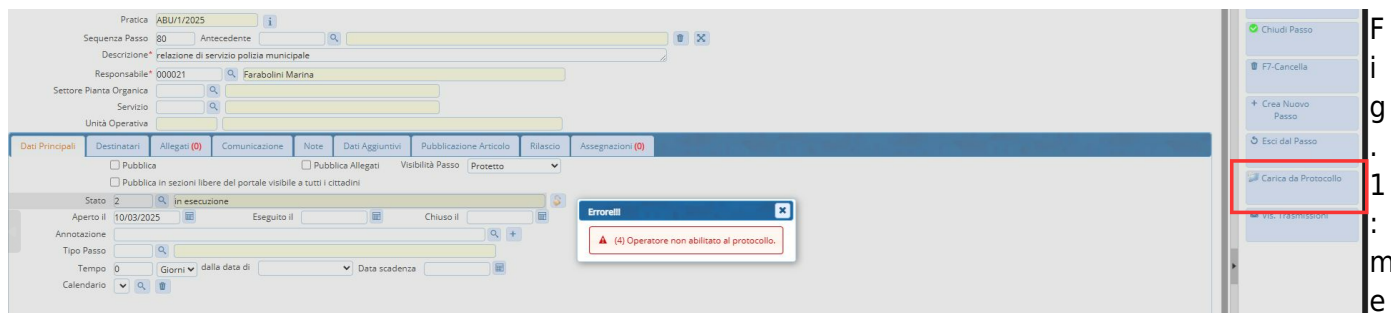 Pratica ABU/1/2025
Sequenza Passo 80 Antecedente
Descrizione* relazione di servizio polizia municipale
Responsabile* 000021 Farabolini Marina
Settore Pianta Organica
Servizio
Unità Operativa
Dati Principali Destinatari Allegati (0) Comunicazione Note Dati Aggiuntivi Pubblicazione Articolo Rilascio Assegnazioni (0)
Pubblica Pubblica Allegati Visibilità Passo Protetto
Pubblica in sezioni libere del portale visibile a tutti i cittadini
Stato 2 in esecuzione
Aperto il 10/03/2025 Eseguito il Chiuso il
Annotazione
Tipo Passo
Tempo 0 Giorni dalla data di Data scadenza
Calendario
Errore!!!
(4) Operatore non abilitato al protocollo.
Chiudi Passo
F7-Cancella
+ Crea Nuovo
Passo
Esci dal Passo
Carica da Protocollo
Vis. Trasmissioni
F
i
g
.
1
:
m
e